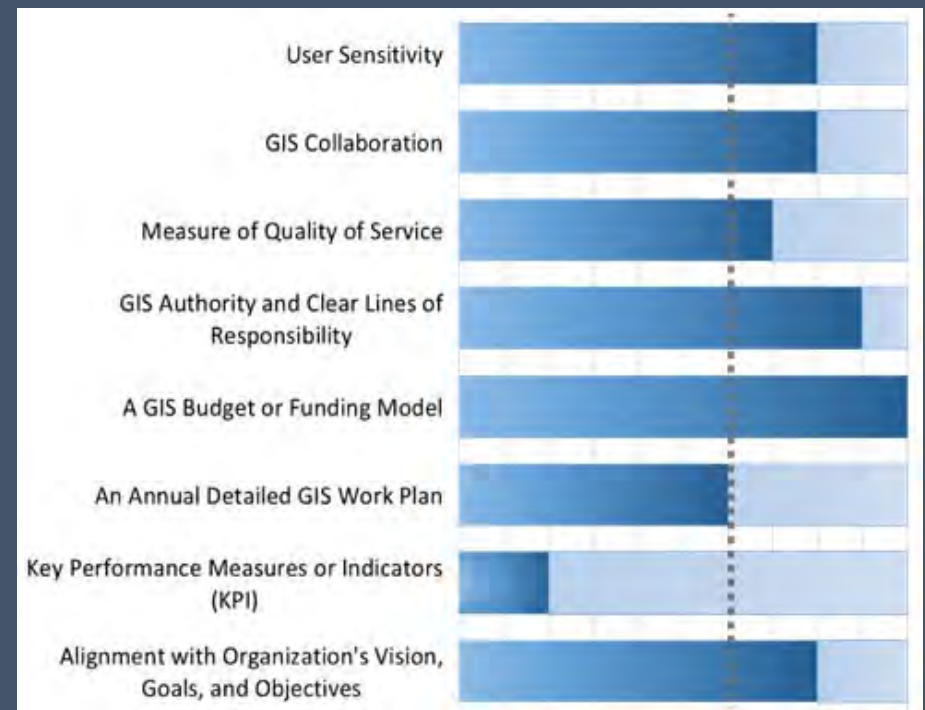 User Sensitivity
GIS Collaboration
Measure of Quality of Service
GIS Authority and Clear Lines of
Responsibility
A GIS Budget or Funding Model
An Annual Detailed GIS Work Plan
Key Performance Measures or Indicators
(KPI)
Alignment with Organization's Vision,
Goals, and Objectives